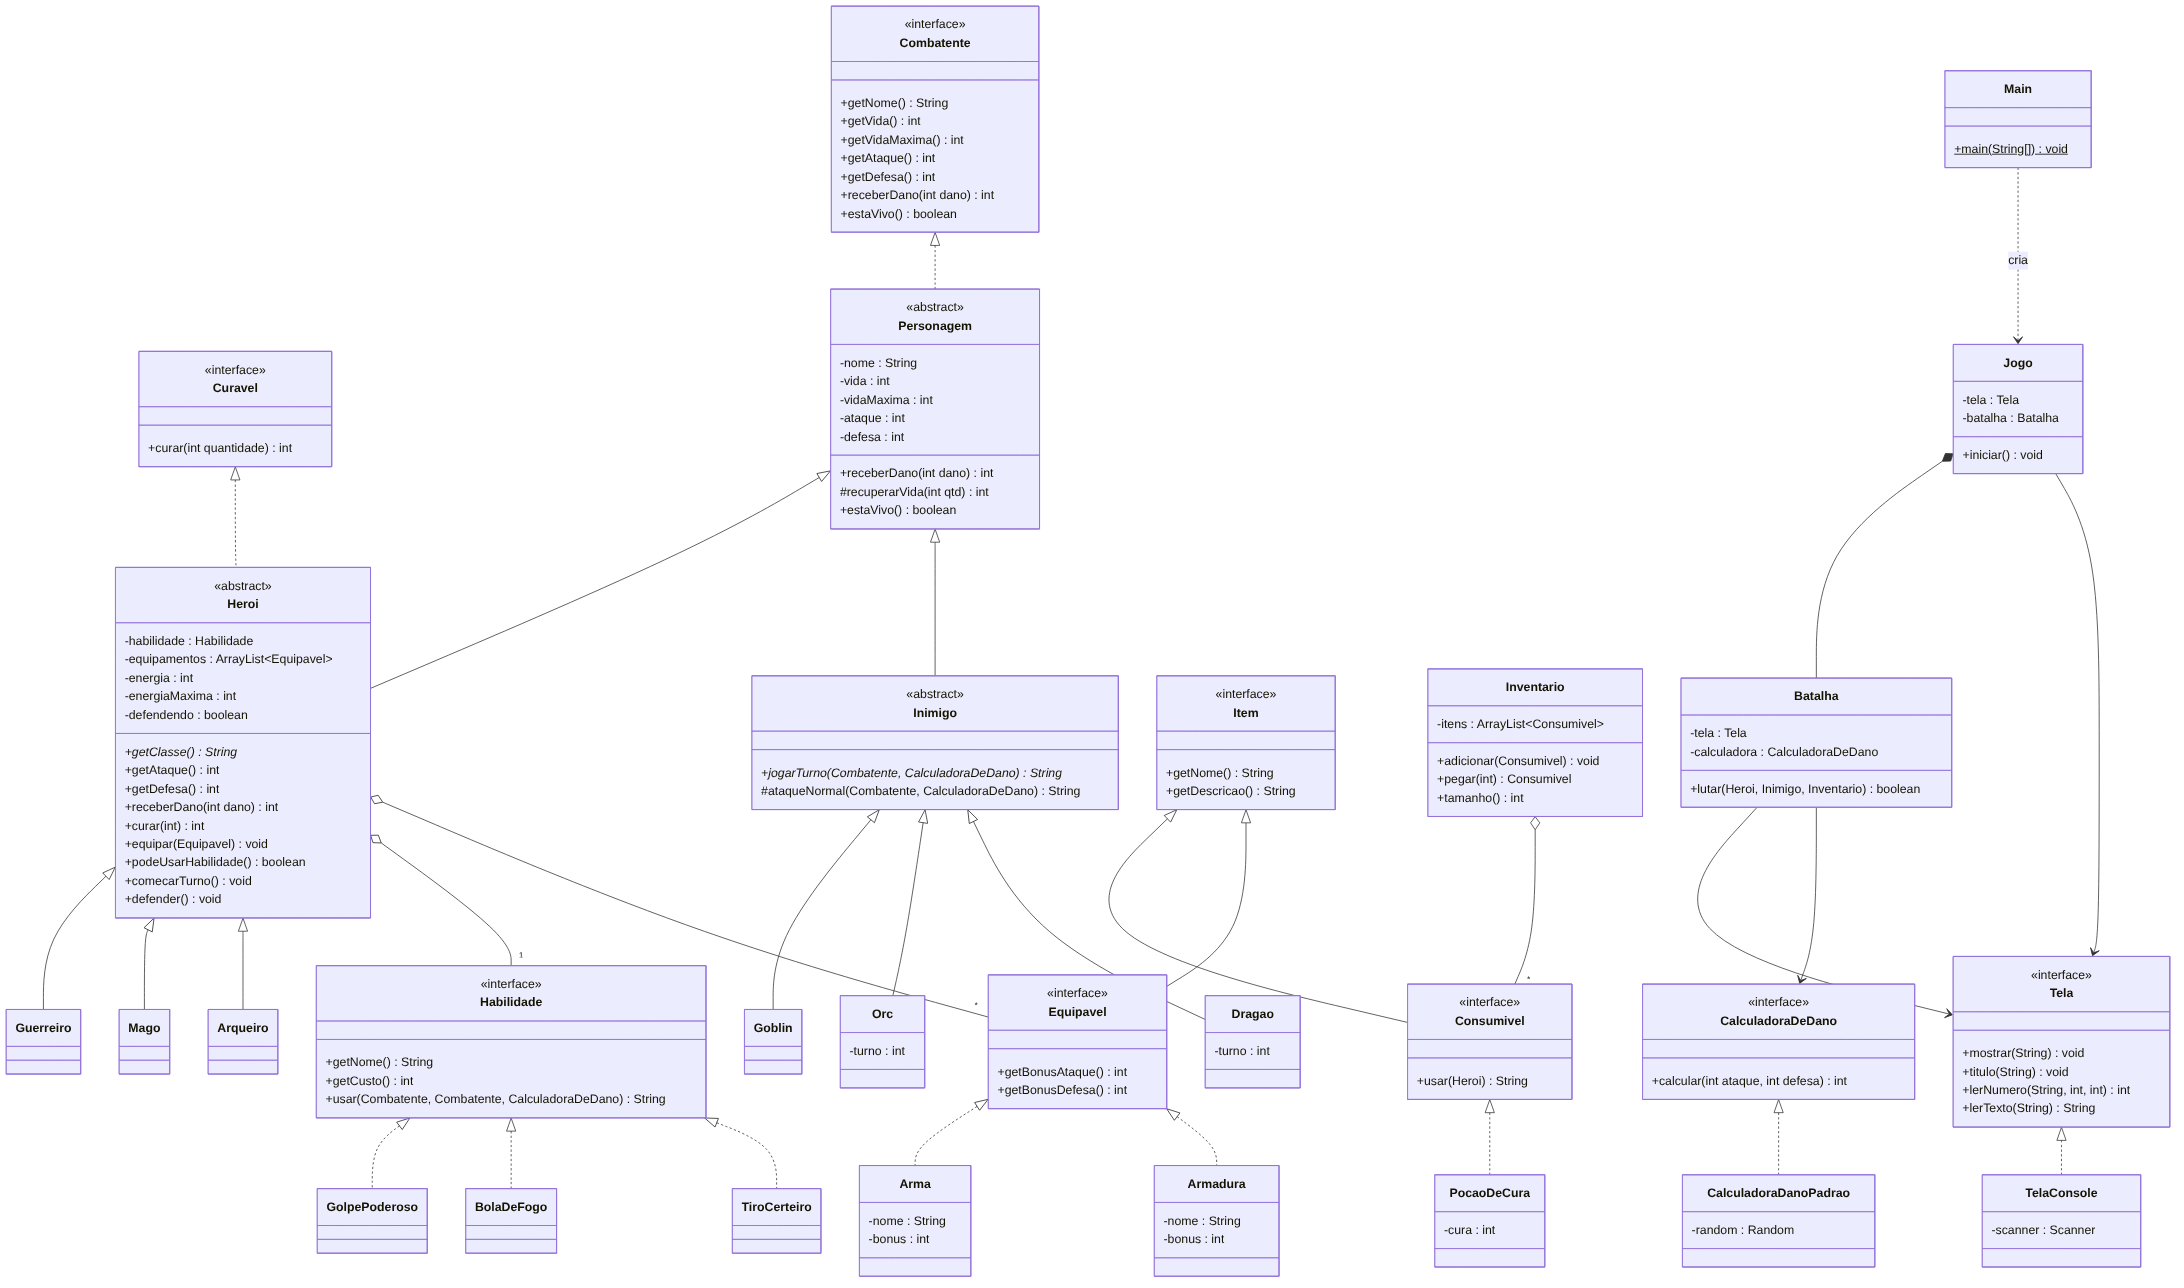 «interface»
Combatente
+getNome() : String
+getVida() : int
+getVidaMaxima() : int
+getAtaque() : int
+getDefesa() : int
+receberDano(int dano) : int
+estaVivo() : boolean
Main
+main(String[]) : void
cria
«abstract»
Personagem
-nome : String
-vida : int
-vidaMaxima : int
-ataque : int
-defesa : int
+receberDano(int dano) : int
#recuperarVida(int qtd) : int
+estaVivo() : boolean
«interface»
Curavel
+curar(int quantidade) : int
Jogo
-tela : Tela
-batalha : Batalha
+iniciar() : void
«abstract»
Heroi
-habilidade : Habilidade
-equipamentos : ArrayList<Equipavel>
-energia : int
-energiaMaxima : int
-defendendo : boolean
+getClasse() : String
+getAtaque() : int
+getDefesa() : int
+receberDano(int dano) : int
+curar(int) : int
+equipar(Equipavel) : void
+podeUsarHabilidade() : boolean
+comecarTurno() : void
+defender() : void
«abstract»
Inimigo
+jogarTurno(Combatente, CalculadoraDeDano) : String
#ataqueNormal(Combatente, CalculadoraDeDano) : String
«interface»
Item
+getNome() : String
+getDescricao() : String
Inventario
-itens : ArrayList<Consumivel>
+adicionar(Consumivel) : void
+pegar(int) : Consumivel
+tamanho() : int
Batalha
-tela : Tela
-calculadora : CalculadoraDeDano
+lutar(Heroi, Inimigo, Inventario) : boolean
1
*
*
Guerreiro
Mago
Arqueiro
«interface»
Habilidade
+getNome() : String
+getCusto() : int
+usar(Combatente, Combatente, CalculadoraDeDano) : String
Goblin
Orc
-turno : int
«interface»
Equipavel
+getBonusAtaque() : int
+getBonusDefesa() : int
Dragao
-turno : int
«interface»
Consumivel
+usar(Heroi) : String
«interface»
CalculadoraDeDano
+calcular(int ataque, int defesa) : int
«interface»
Tela
+mostrar(String) : void
+titulo(String) : void
+lerNumero(String, int, int) : int
+lerTexto(String) : String
GolpePoderoso
BolaDeFogo
TiroCerteiro
Arma
-nome : String
-bonus : int
Armadura
-nome : String
-bonus : int
PocaoDeCura
-cura : int
CalculadoraDanoPadrao
-random : Random
TelaConsole
-scanner : Scanner